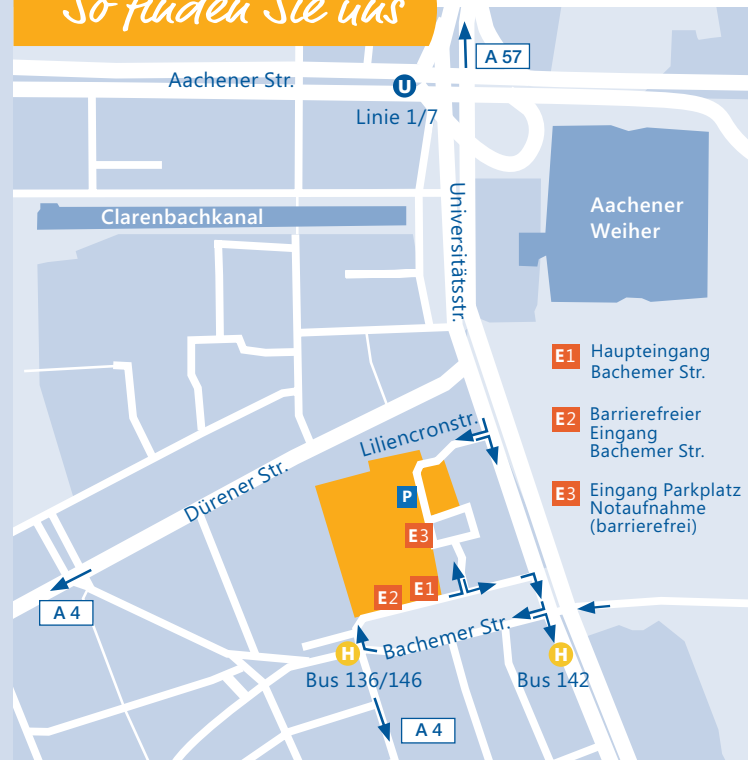 So finden Sie uns
A 57
Aachener Str.
U
Linie 1/7
Clarenbachkanal
Universitätsstr.
Aachener
Weiher
E1 Haupteingang
Bachemer Str.
E2 Barrierefreier
Eingang
Bachemer Str.
E3 Eingang Parkplatz
Notaufnahme
(barrierefrei)
Liliencronstr.
Dürener Str.
P
E3
A 4
E2
E1
Bachemer Str.
H
Bus 136/146
H
Bus 142
A 4